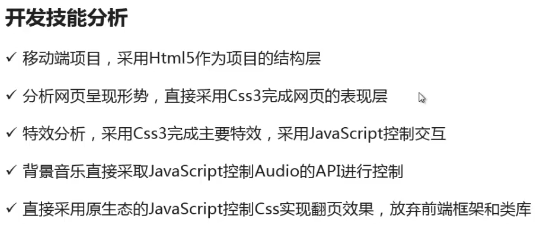 开发技能分析
✓ 移动端项目，采用Html5作为项目的结构层
✓ 分析网页呈现形势，直接采用Css3完成网页的表现层
✓ 特效分析，采用Css3完成主要特效，采用JavaScript控制交互
✓ 背景音乐直接采取JavaScript控制Audio的API进行控制
✓ 直接采用原生态的JavaScript控制Css实现翻页效果，放弃前端框架和类库